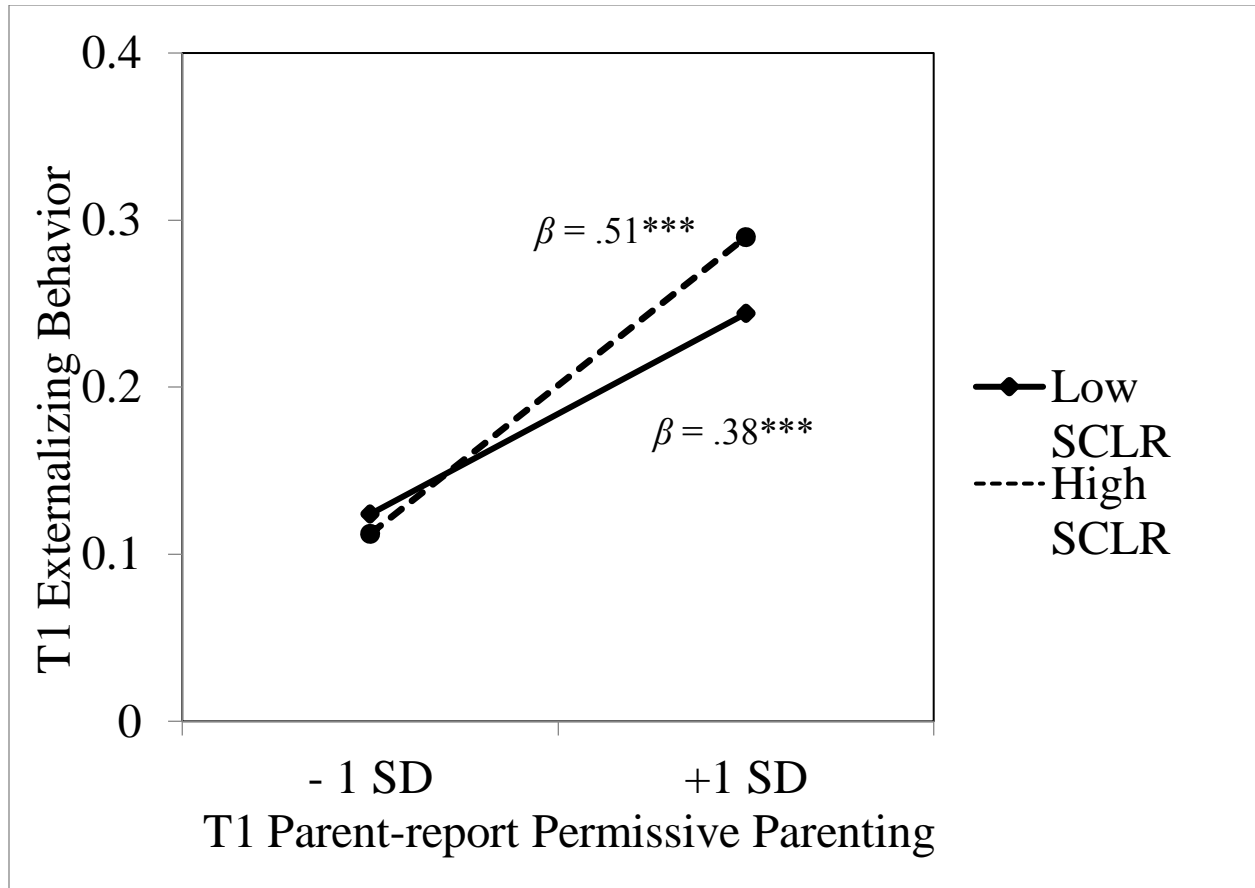 0.4
0.3
0.2
0.1
0
T1 Externalizing Behavior
β = .51***
β = .38***
Low
SCLR
High
SCLR
- 1 SD
+1 SD
T1 Parent-report Permissive Parenting